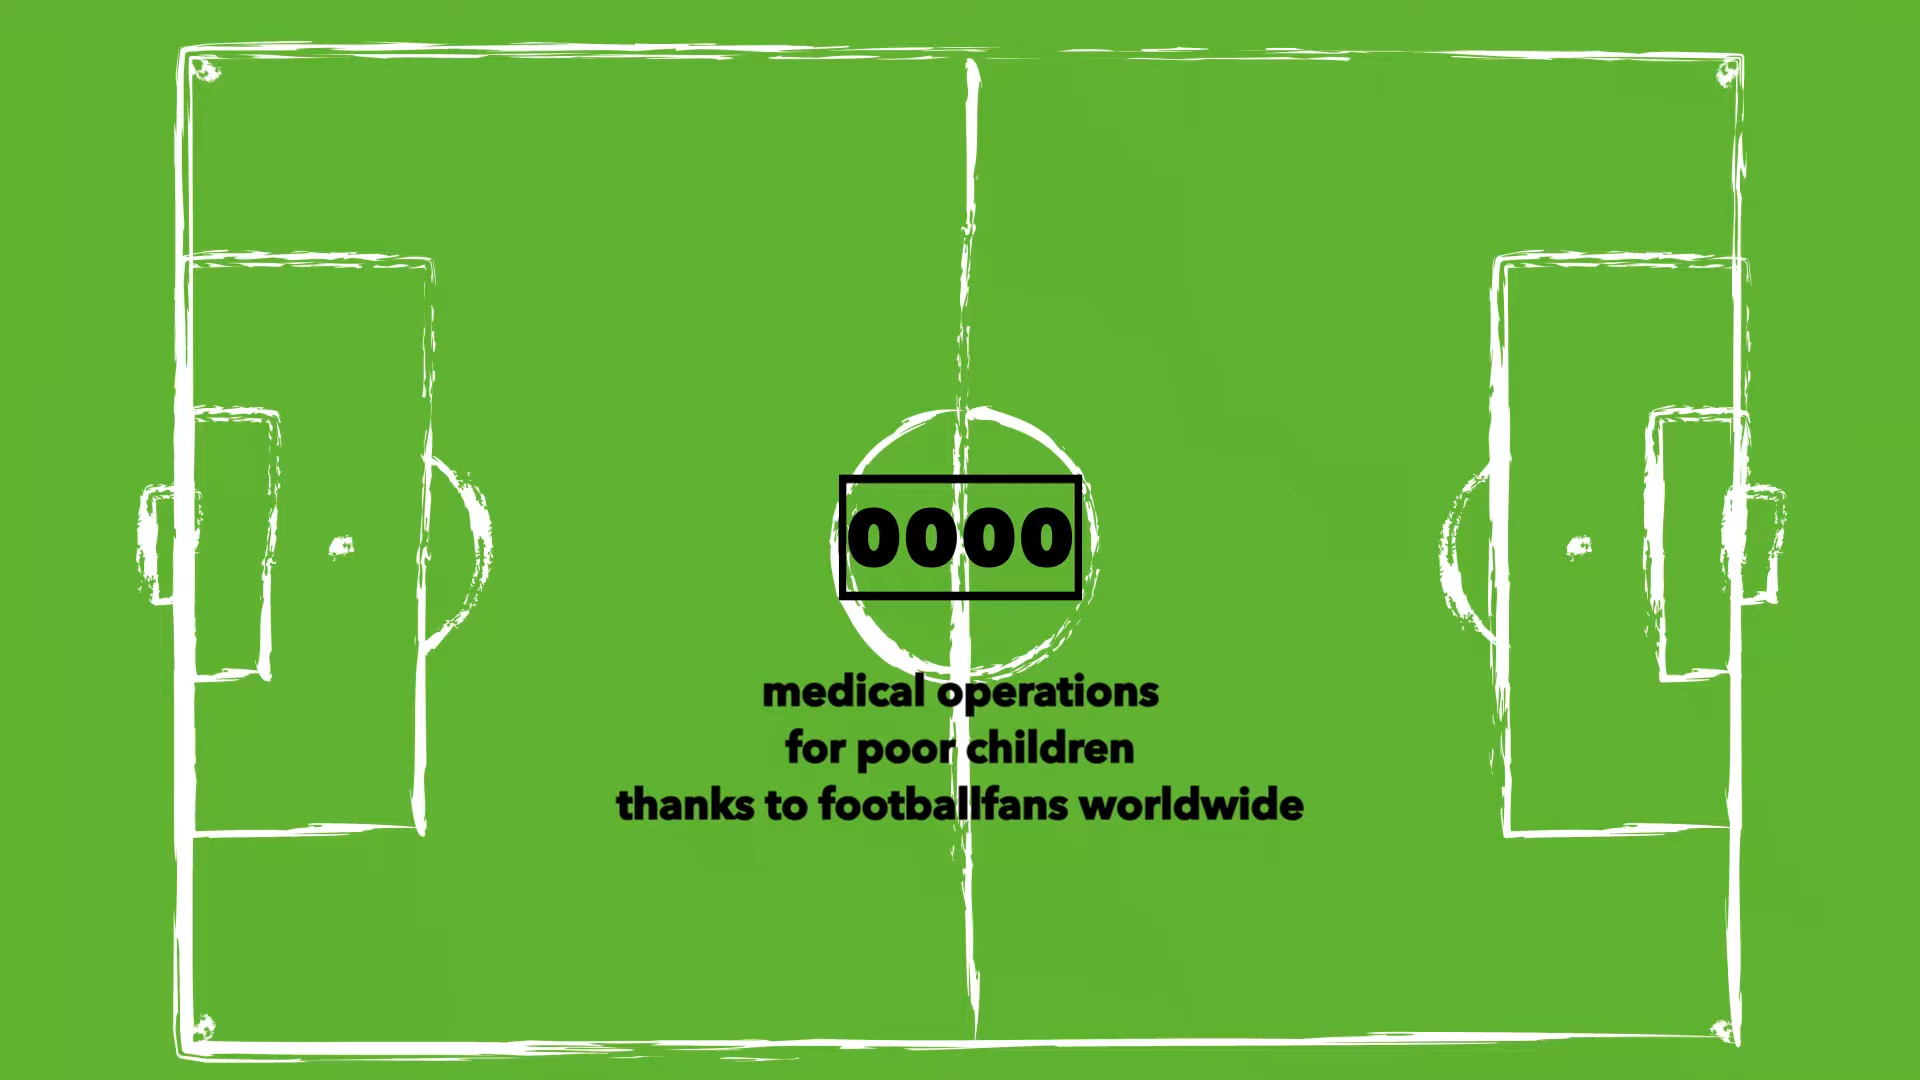 0000
medical operations
for poor children
thanks to footballfans worldwide